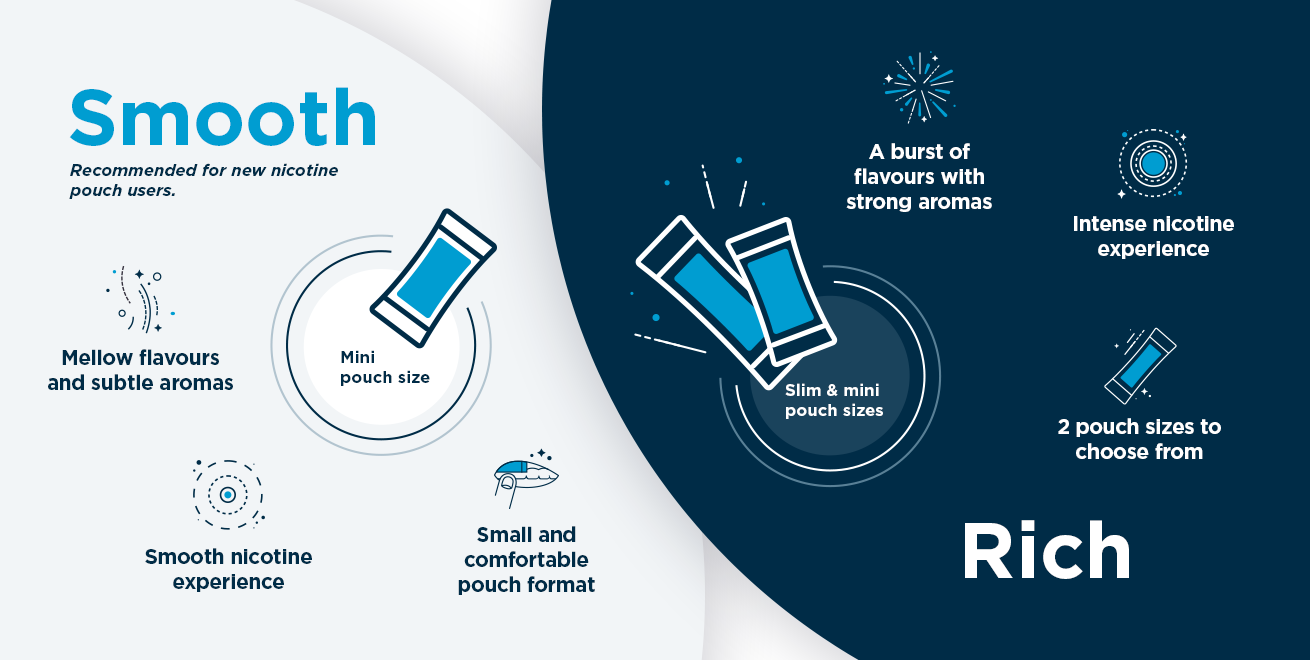 Smooth
Recommended for new nicotine
pouch users.
Mellow flavours
and subtle aromas
Mini
pouch size
Smooth nicotine
experience
Small and
comfortable
pouch format
A burst of
flavours with
strong aromas
Intense nicotine
experience
Slim & mini
pouch sizes
2 pouch sizes to
choose from
Rich